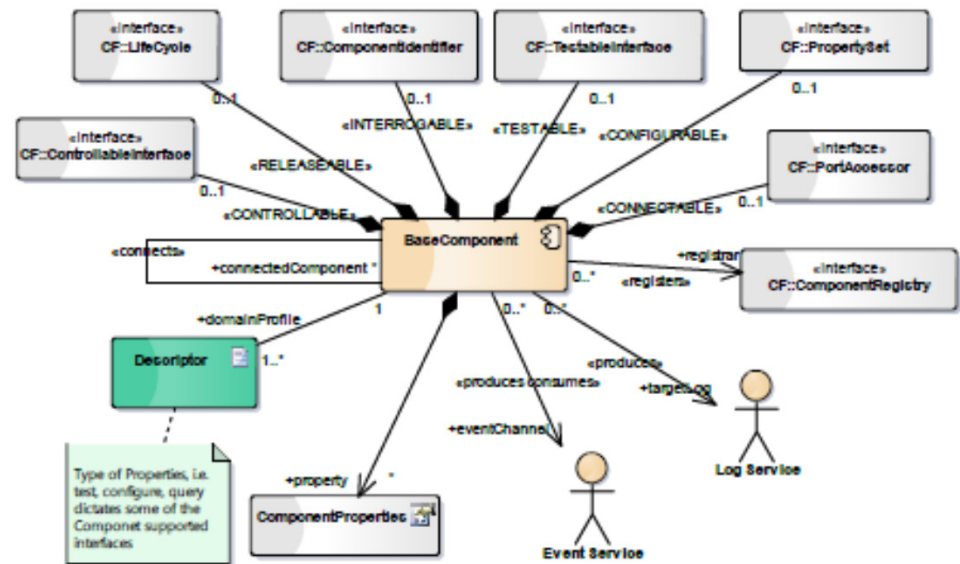 «interface»
CF::LifeCycle
«interface»
CF::ComponentIdentifier
«interface»
CF::TestableInterface
«interface»
CF::PropertySet
0..1
0..1
0..1
0..1
«interface»
CF::ControllableInterface
«INTERROGABLE»
«TESTABLE»
«CONFIGURABLE»
«interface»
CF::PortAccessor
«RELEASEABLE»
0..1
0..1
«CONTROLLABLE»
«CONNECTABLE»
BaseComponent
«connects»
+connectedComponent *
+registrar
0..*
«registers»
«interface»
CF::ComponentRegistry
1
0..*
0..*
+domainProfile
Descriptor
1..*
«produces»
«produces consumes»
+targetLog
+eventChannel
Log Service
Type of Properties, i.e.
test, configure, query
dictates some of the
Componet supported
interfaces
+property
*
ComponentProperties
Event Service